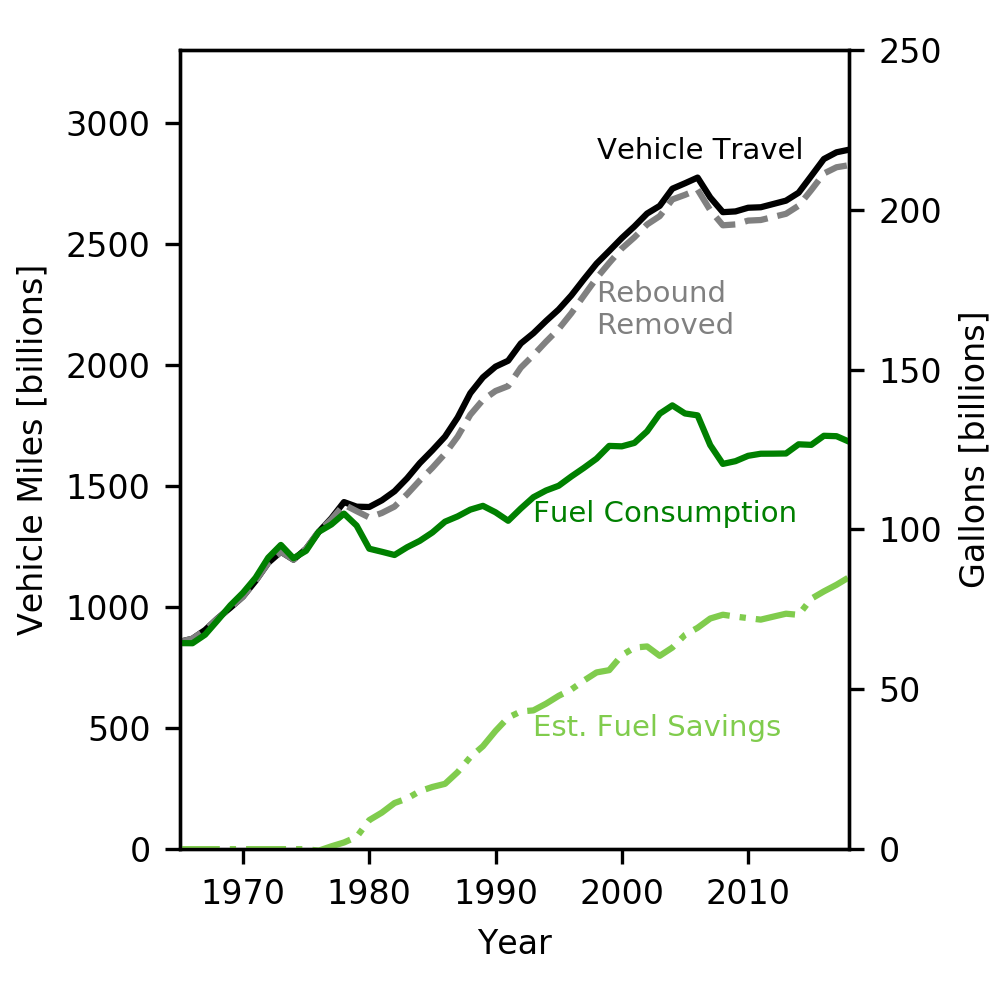 250
3000
Vehicle Travel
2500
200
Rebound
Removed
2000
150
Vehicle Miles [billions]
Gallons [billions]
1500
Fuel Consumption
100
1000
50
500
Est. Fuel Savings
0
0
1970 1980 1990 2000 2010
Year